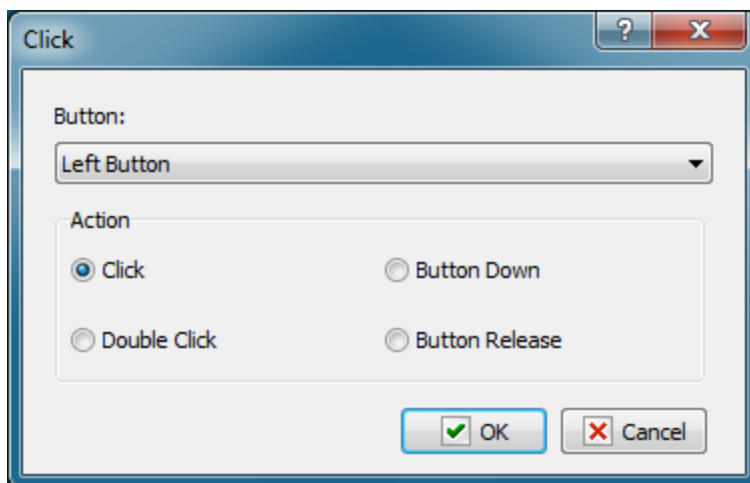 Click
?
Button:
Left Button
Action
Click
Button Down
Double Click
Button Release
OK
Cancel